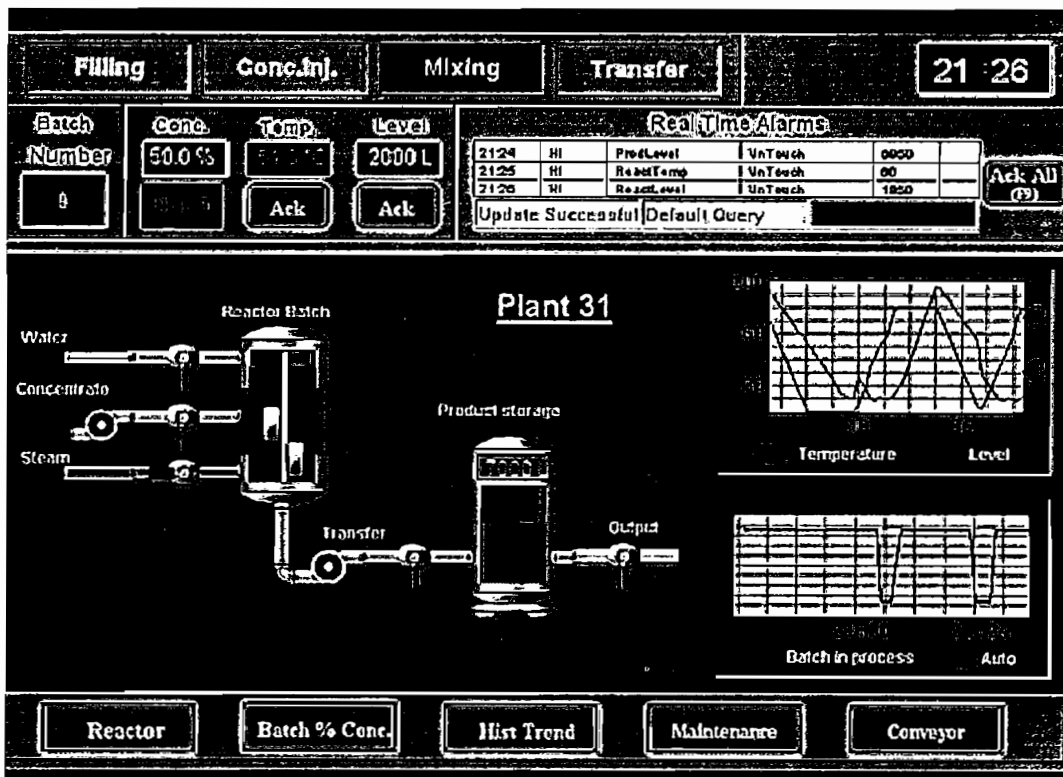 Filling Conc.Inj. Mixing Transfer 21 26
Batch Number
Conc. Temp Level
50.0 % 2000 L
Ack Ack
Real Time Alarms
2124 HI ProdLevel UnTouch
2125 HI ReactTemp UnTouch
2126 HI ReactLevel UnTouch
Update Successful Default Query
Ack All
(F9)
Plant 31
Reactor Batch
Water
Concentrate
Steam
Product storage
Transfer
Output
Temperature Level
Batch in process Auto
Reactor Batch % Conc. Hist Trend Maintenance Conveyor